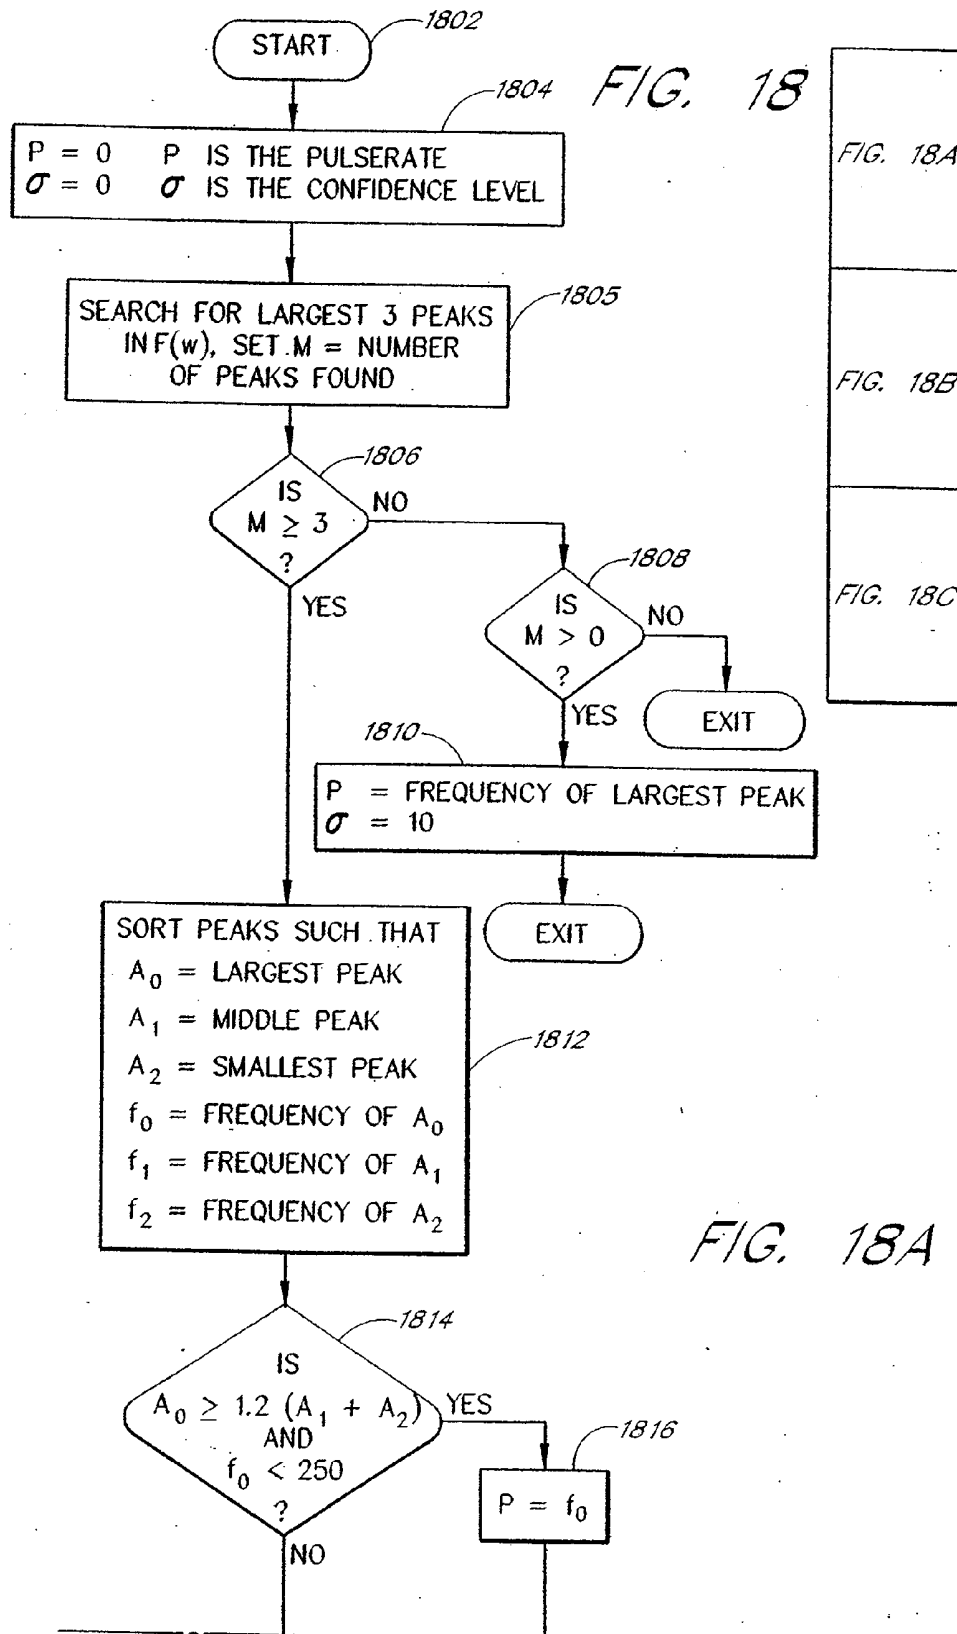 1802
START
FIG. 18
1804
P = 0 P IS THE PULSERATE
σ = 0 σ IS THE CONFIDENCE LEVEL
FIG. 18A
1805
SEARCH FOR LARGEST 3 PEAKS
IN F(w), SET M = NUMBER
OF PEAKS FOUND
FIG. 18B
1806
IS
M ≥ 3
?
NO
YES
1808
IS
M > 0
?
NO
YES
FIG. 18C
EXIT
1810
P = FREQUENCY OF LARGEST PEAK
σ = 10
EXIT
SORT PEAKS SUCH THAT
A₀ = LARGEST PEAK
A₁ = MIDDLE PEAK
A₂ = SMALLEST PEAK
f₀ = FREQUENCY OF A₀
f₁ = FREQUENCY OF A₁
f₂ = FREQUENCY OF A₂
1812
FIG. 18A
1814
IS
A₀ ≥ 1.2 (A₁ + A₂)
AND
f₀ < 250
?
YES
NO
1816
P = f₀